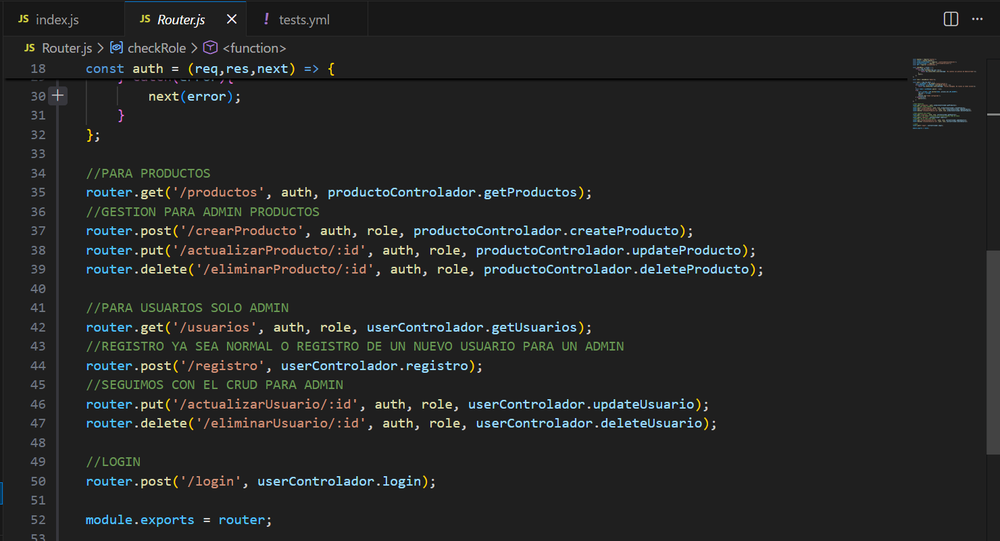 JS index.js JS Router.js ! tests.yml
JS Router.js > checkRole > <function>
18 const auth = (req,res,next) => {
30 next(error);
31 }
32 };
33
34 //PARA PRODUCTOS
35 router.get('/productos', auth, productoControlador.getProductos);
36 //GESTION PARA ADMIN PRODUCTOS
37 router.post('/crearProducto', auth, role, productoControlador.createProducto);
38 router.put('/actualizarProducto/:id', auth, role, productoControlador.updateProducto);
39 router.delete('/eliminarProducto/:id', auth, role, productoControlador.deleteProducto);
40
41 //PARA USUARIOS SOLO ADMIN
42 router.get('/usuarios', auth, role, userControlador.getUsuarios);
43 //REGISTRO YA SEA NORMAL O REGISTRO DE UN NUEVO USUARIO PARA UN ADMIN
44 router.post('/registro', userControlador.registro);
45 //SEGUIMOS CON EL CRUD PARA ADMIN
46 router.put('/actualizarUsuario/:id', auth, role, userControlador.updateUsuario);
47 router.delete('/eliminarUsuario/:id', auth, role, userControlador.deleteUsuario);
48
49 //LOGIN
50 router.post('/login', userControlador.login);
51
52 module.exports = router;
53